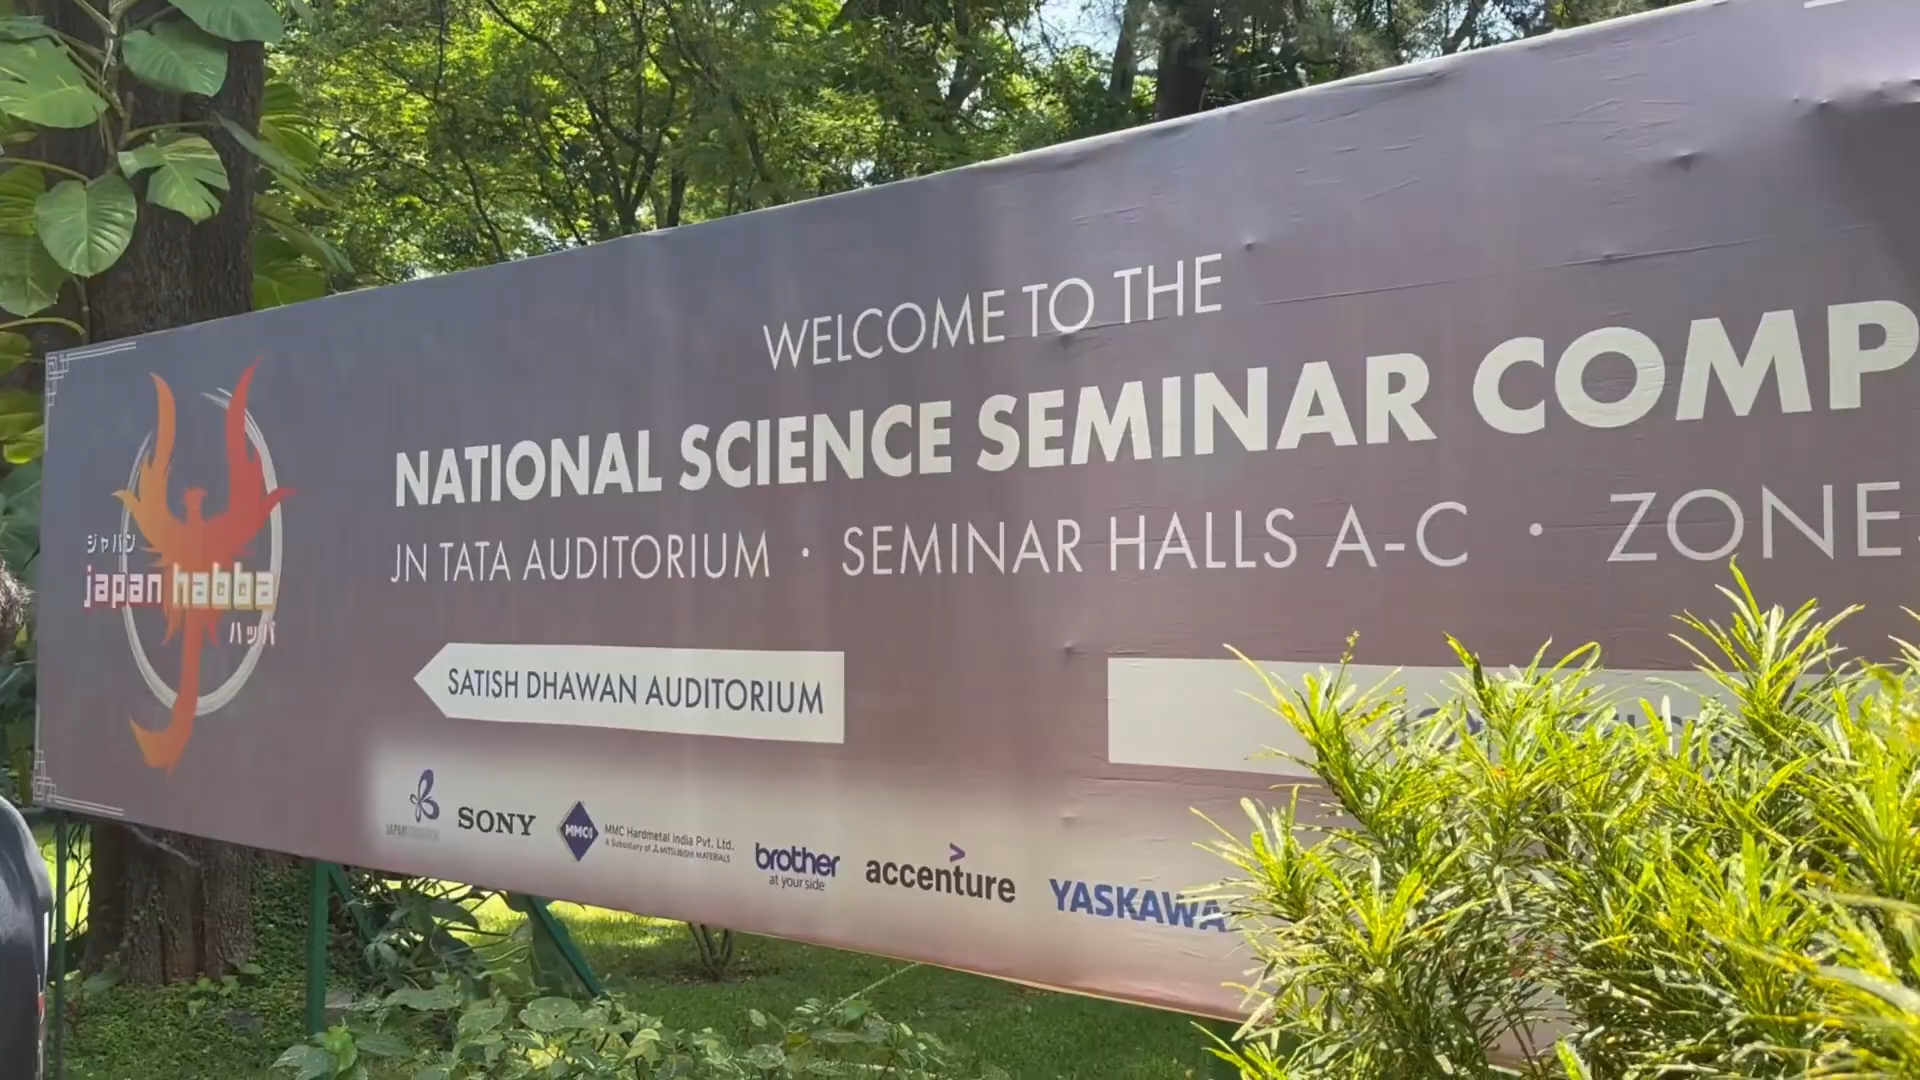 WELCOME TO THE
NATIONAL SCIENCE SEMINAR COMP
JN TATA AUDITORIUM · SEMINAR HALLS A-C · ZONE
ジャパン
japan habba
ハッバ
SATISH DHAWAN AUDITORIUM
SONY
MMCI
MMC Hardmetal India Pvt. Ltd.
A Subsidiary of MITSUBISHI MATERIALS
brother
at your side
accenture
YASKAWA